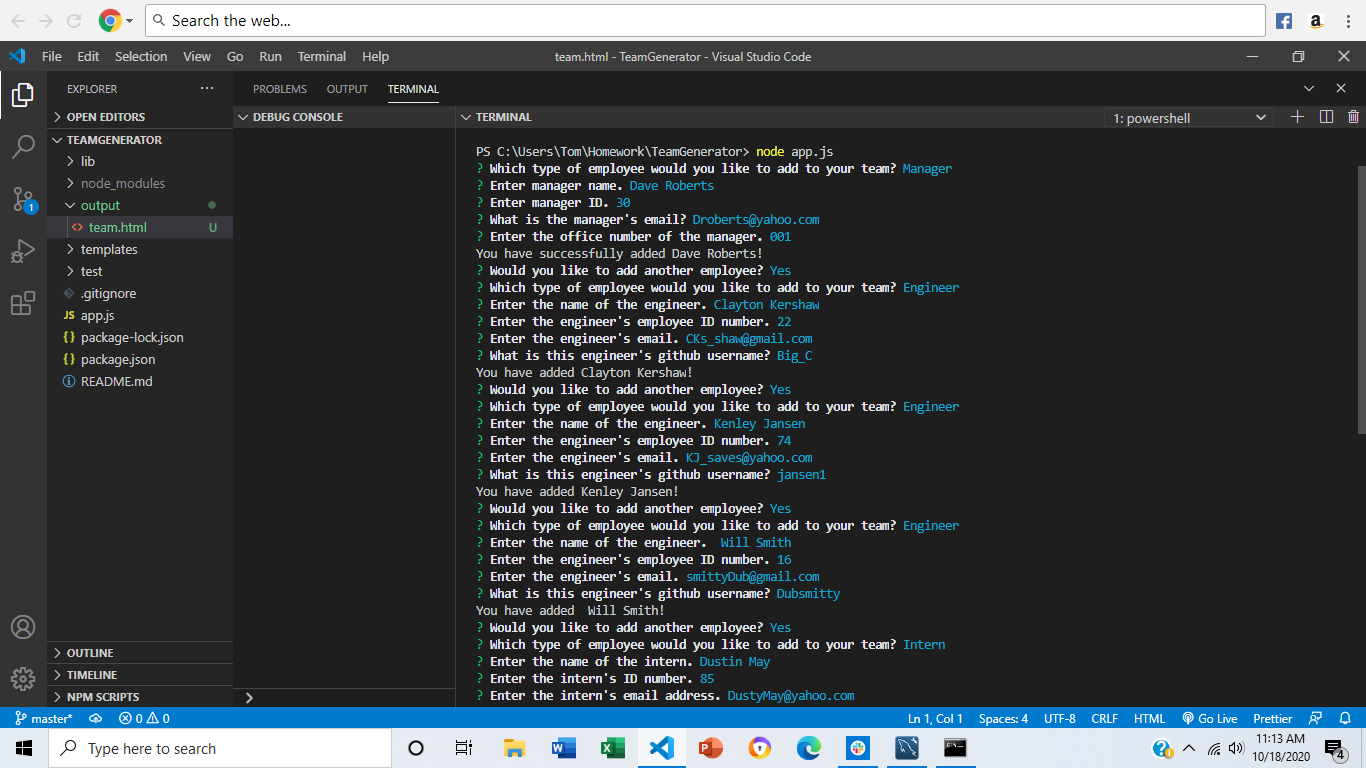 Search the web...
File Edit Selection View Go Run Terminal Help
team.html - TeamGenerator - Visual Studio Code
EXPLORER
OPEN EDITORS
TEAMGENERATOR
lib
node_modules
output
team.html U
templates
test
.gitignore
JS app.js
{} package-lock.json
{} package.json
README.md
OUTLINE
TIMELINE
NPM SCRIPTS
1
PROBLEMS OUTPUT TERMINAL
DEBUG CONSOLE
TERMINAL
1: powershell
PS C:\Users\Tom\Homework\TeamGenerator> node app.js
? Which type of employee would you like to add to your team? Manager
? Enter manager name. Dave Roberts
? Enter manager ID. 30
? What is the manager's email? Droberts@yahoo.com
? Enter the office number of the manager. 001
You have successfully added Dave Roberts!
? Would you like to add another employee? Yes
? Which type of employee would you like to add to your team? Engineer
? Enter the name of the engineer. Clayton Kershaw
? Enter the engineer's employee ID number. 22
? Enter the engineer's email. CKs_shaw@gmail.com
? What is this engineer's github username? Big_C
You have added Clayton Kershaw!
? Would you like to add another employee? Yes
? Which type of employee would you like to add to your team? Engineer
? Enter the name of the engineer. Kenley Jansen
? Enter the engineer's employee ID number. 74
? Enter the engineer's email. KJ_saves@yahoo.com
? What is this engineer's github username? jansen1
You have added Kenley Jansen!
? Would you like to add another employee? Yes
? Which type of employee would you like to add to your team? Engineer
? Enter the name of the engineer.  Will Smith
? Enter the engineer's employee ID number. 16
? Enter the engineer's email. smittyDub@gmail.com
? What is this engineer's github username? Dubsmitty
You have added  Will Smith!
? Would you like to add another employee? Yes
? Which type of employee would you like to add to your team? Intern
? Enter the name of the intern. Dustin May
? Enter the intern's ID number. 85
? Enter the intern's email address. DustyMay@yahoo.com
master* 0 0 Ln 1, Col 1 Spaces: 4 UTF-8 CRLF HTML Go Live Prettier
Type here to search
11:13 AM
10/18/2020
4